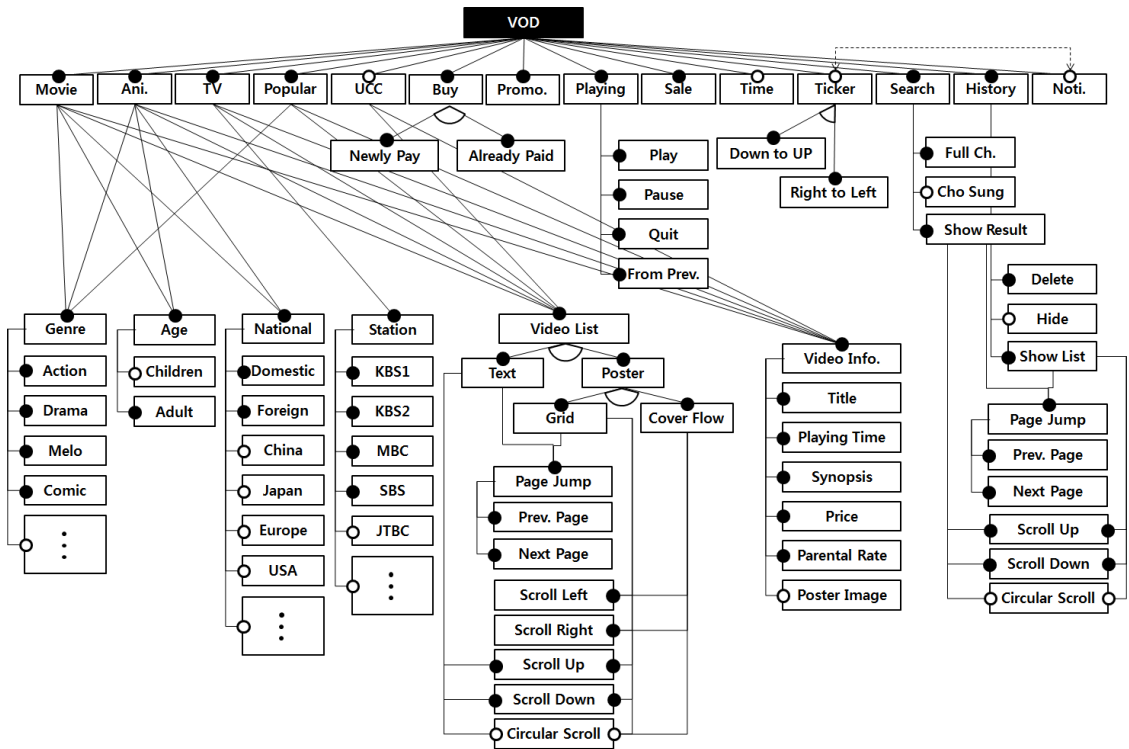 VOD
Movie
Ani.
TV
Popular
UCC
Buy
Promo.
Playing
Sale
Time
Ticker
Search
History
Noti.
Newly Pay
Already Paid
Play
Pause
Quit
From Prev.
Down to UP
Right to Left
Full Ch.
Cho Sung
Show Result
Delete
Hide
Show List
Genre
Action
Drama
Melo
Comic
⋮
Age
Children
Adult
National
Domestic
Foreign
China
Japan
Europe
USA
⋮
Station
KBS1
KBS2
MBC
SBS
JTBC
⋮
Video List
Text
Poster
Grid
Cover Flow
Page Jump
Prev. Page
Next Page
Scroll Left
Scroll Right
Scroll Up
Scroll Down
Circular Scroll
Video Info.
Title
Playing Time
Synopsis
Price
Parental Rate
Poster Image
Page Jump
Prev. Page
Next Page
Scroll Up
Scroll Down
Circular Scroll